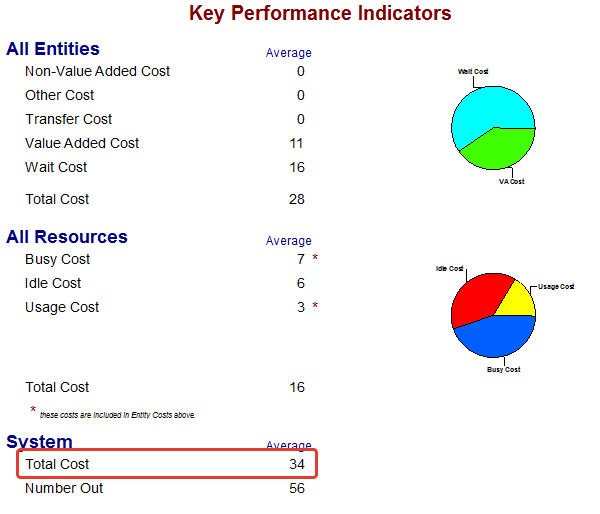 Key Performance Indicators
All Entities Average
Non-Value Added Cost 0
Other Cost 0
Transfer Cost 0
Value Added Cost 11
Wait Cost 16
Total Cost 28
Wait Cost
VA Cost
All Resources Average
Busy Cost 7 *
Idle Cost 6
Usage Cost 3 *
Total Cost 16
* these costs are included in Entity Costs above.
Idle Cost
Usage Cost
Busy Cost
System Average
Total Cost 34
Number Out 56